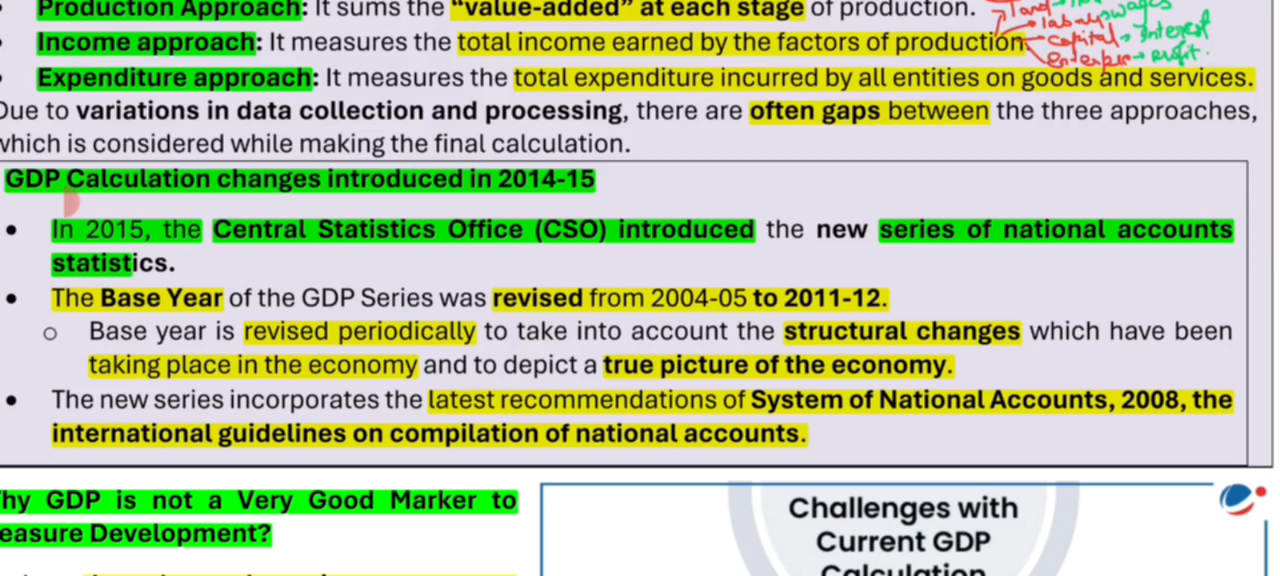 Production Approach: It sums the "value-added" at each stage of production.
Land
wages
labour
Income approach: It measures the total income earned by the factors of production.
Capital → Interest
• Expenditure approach: It measures the total expenditure incurred by all entities on goods and services.
→ Profit.
Due to variations in data collection and processing, there are often gaps between the three approaches,
which is considered while making the final calculation.
GDP Calculation changes introduced in 2014-15
• In 2015, the Central Statistics Office (CSO) introduced the new series of national accounts
statistics.
• The Base Year of the GDP Series was revised from 2004-05 to 2011-12.
o Base year is revised periodically to take into account the structural changes which have been
taking place in the economy and to depict a true picture of the economy.
• The new series incorporates the latest recommendations of System of National Accounts, 2008, the
international guidelines on compilation of national accounts.
hy GDP is not a Very Good Marker to
easure Development?
Challenges with
Current GDP
Calculation